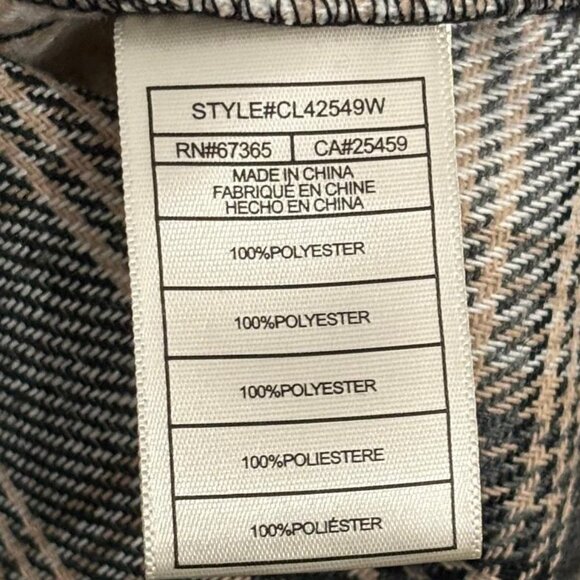 STYLE#CL42549W
RN#67365 CA#25459
MADE IN CHINA
FABRIQUÉ EN CHINE
HECHO EN CHINA
100%POLYESTER
100%POLYESTER
100%POLYESTER
100%POLIESTERE
100%POLIÉSTER